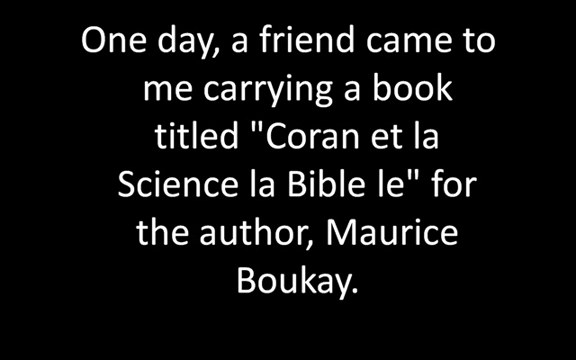 One day, a friend came to
me carrying a book
titled "Coran et la
Science la Bible le" for
the author, Maurice
Boukay.